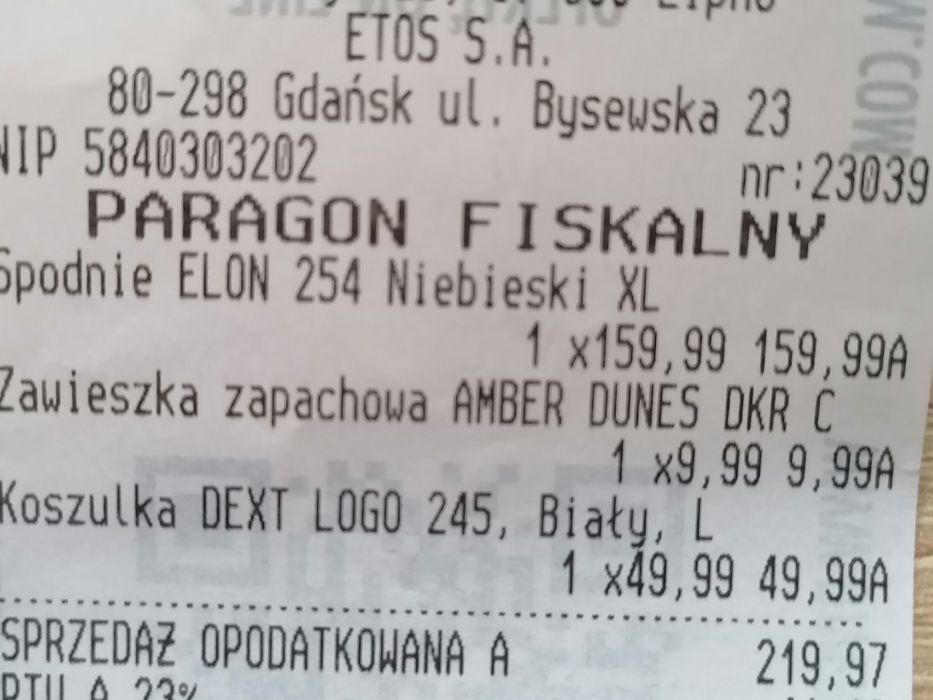 ETOS S.A.
80-298 Gdańsk ul. Bysewska 23
NIP 5840303202 nr:23039
PARAGON FISKALNY
Spodnie ELON 254 Niebieski XL
1 x159,99 159,99A
Zawieszka zapachowa AMBER DUNES DKR C
1 x9,99 9,99A
Koszulka DEXT LOGO 245, Biały, L
1 x49,99 49,99A
SPRZEDAŻ OPODATKOWANA A 219,97
PTU A 23%